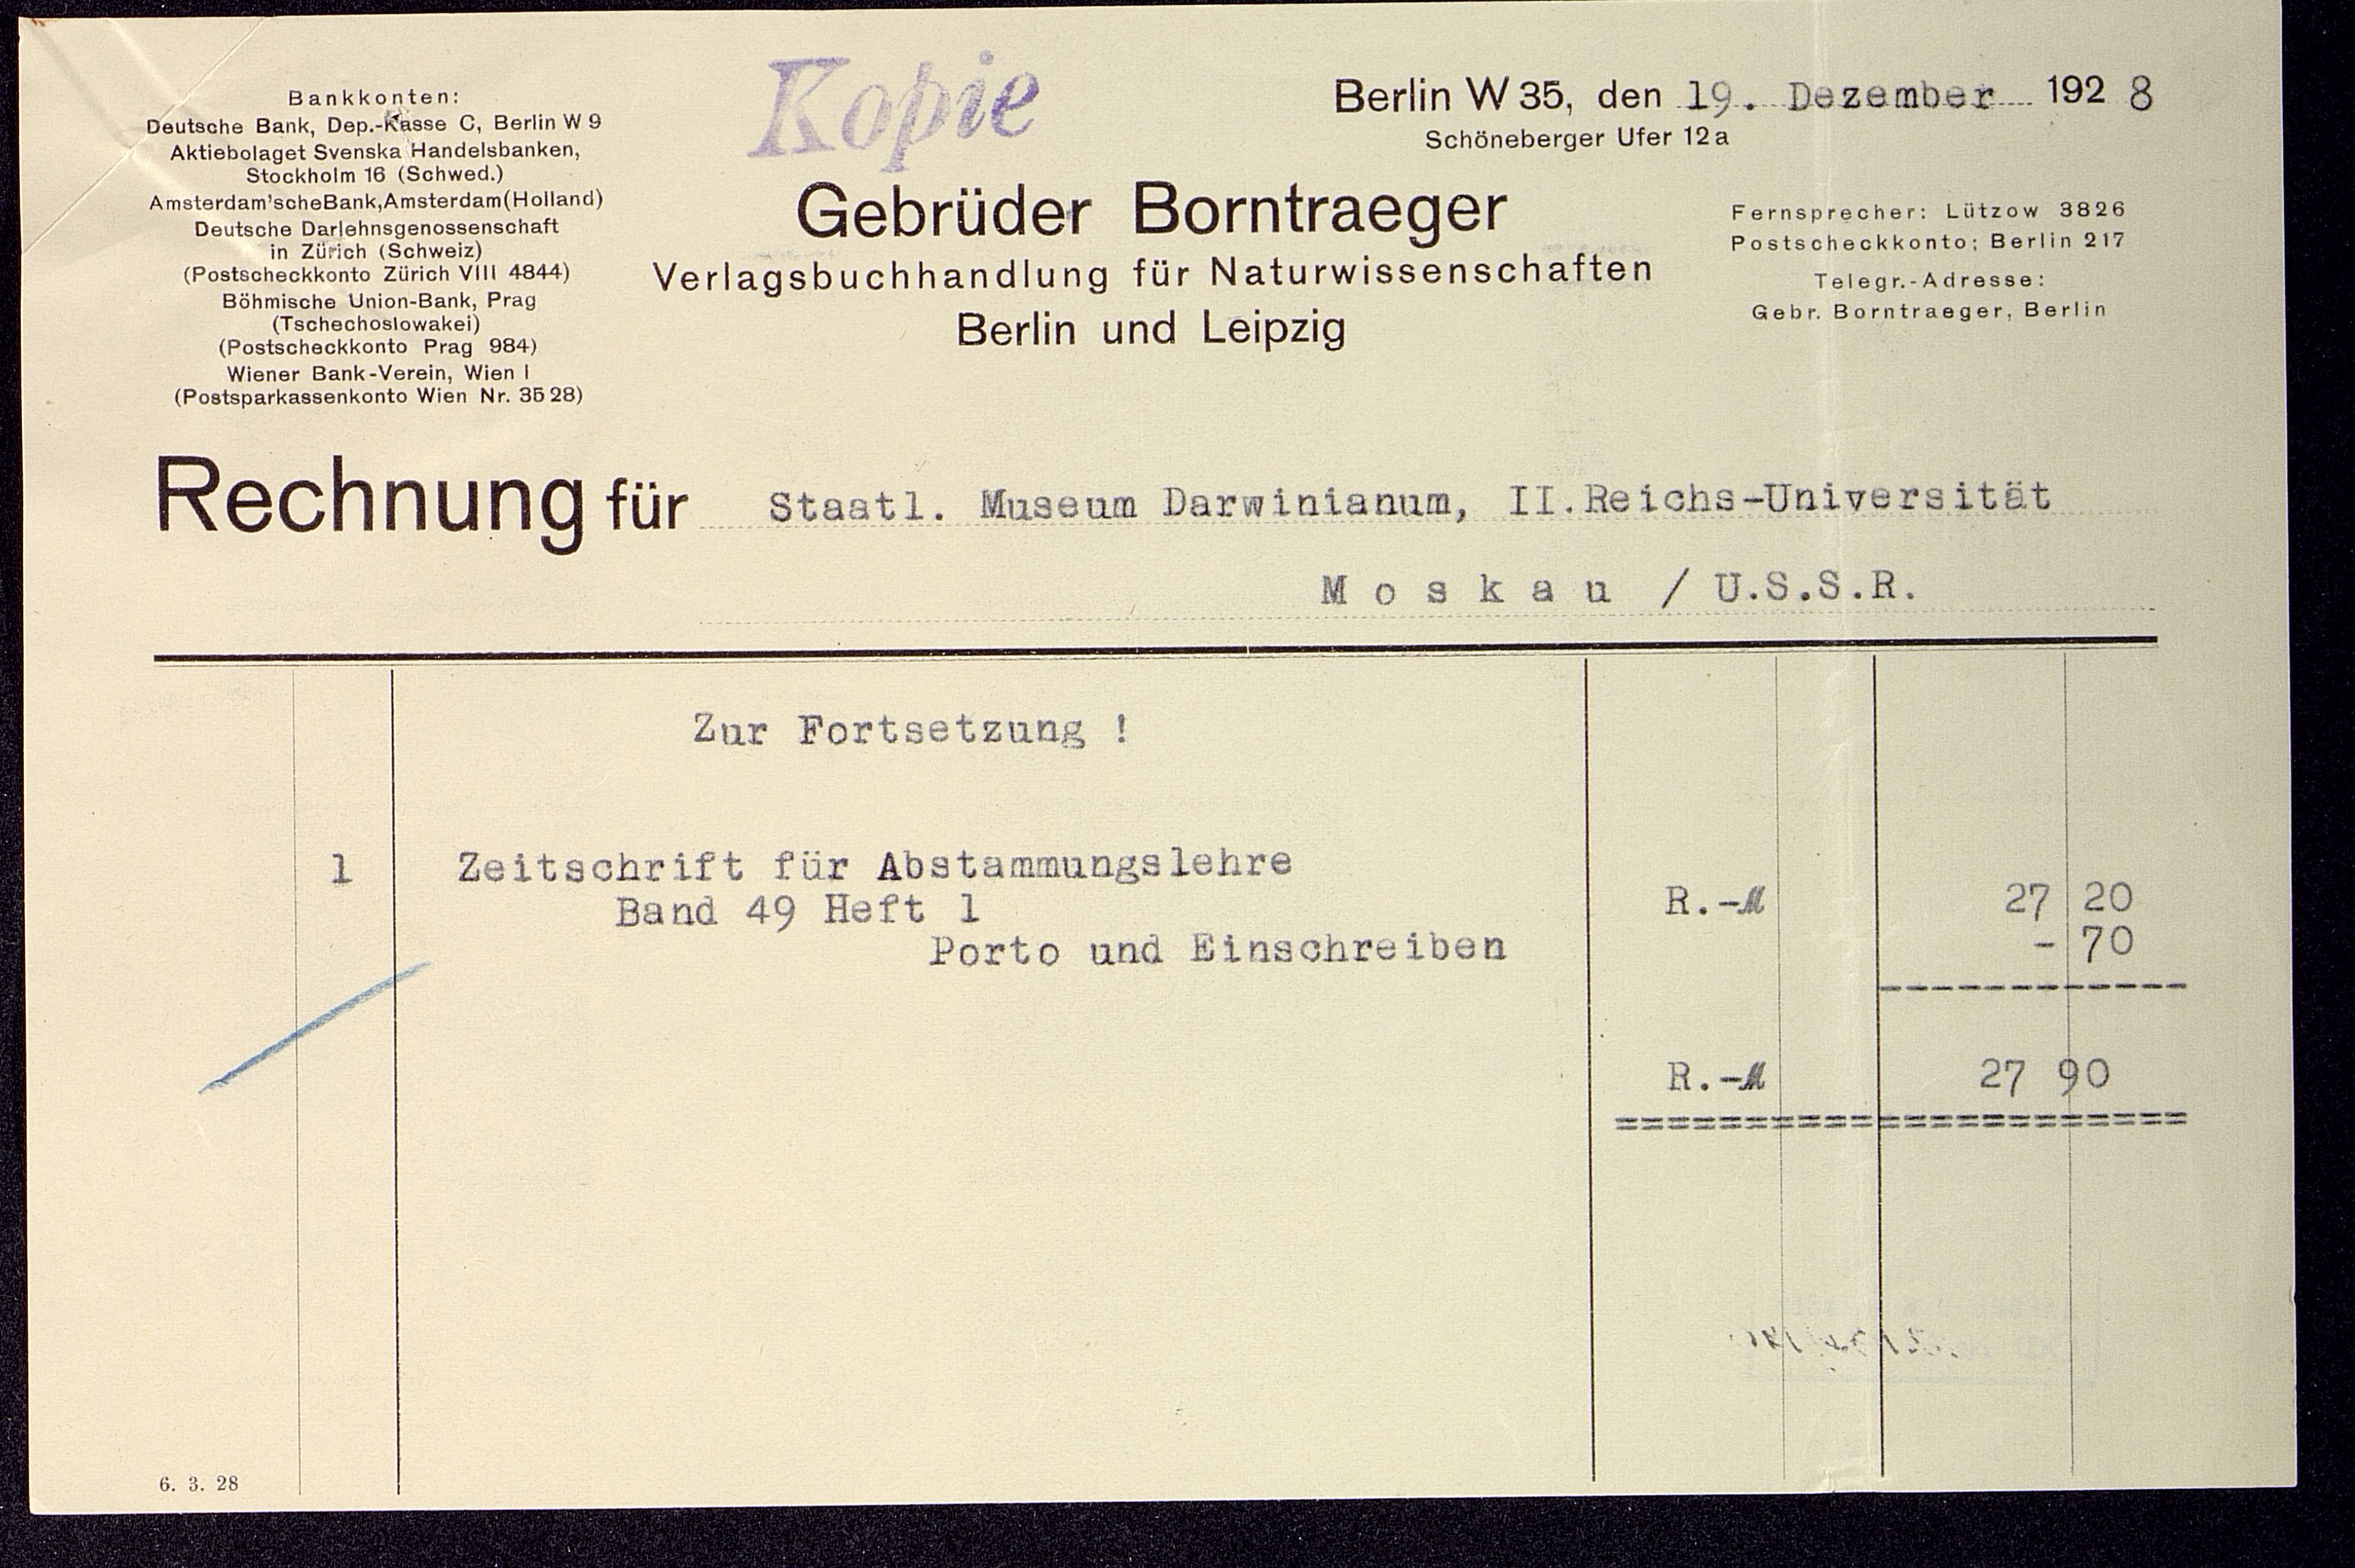 Kopie
Bankkonten:
Deutsche Bank, Dep.-Kasse C, Berlin W 9
Aktiebolaget Svenska Handelsbanken,
Stockholm 16 (Schwed.)
Amsterdam'scheBank,Amsterdam(Holland)
Deutsche Darlehnsgenossenschaft
in Zürich (Schweiz)
(Postscheckkonto Zürich VIII 4844)
Böhmische Union-Bank, Prag
(Tschechoslowakei)
(Postscheckkonto Prag 984)
Wiener Bank-Verein, Wien I
(Postsparkassenkonto Wien Nr. 35 28)
Berlin W 35, den 19. Dezember 192 8
Schöneberger Ufer 12a
Gebrüder Borntraeger
Verlagsbuchhandlung für Naturwissenschaften
Berlin und Leipzig
Fernsprecher: Lützow 3826
Postscheckkonto: Berlin 217
Telegr.-Adresse:
Gebr. Borntraeger, Berlin
Rechnung für Staatl. Museum Darwinianum, II.Reichs-Universität
Moskau / U.S.S.R.
Zur Fortsetzung !
1 Zeitschrift für Abstammungslehre
Band 49 Heft 1 R.-M 27 20
Porto und Einschreiben - 70
R.-M 27 90
6. 3. 28